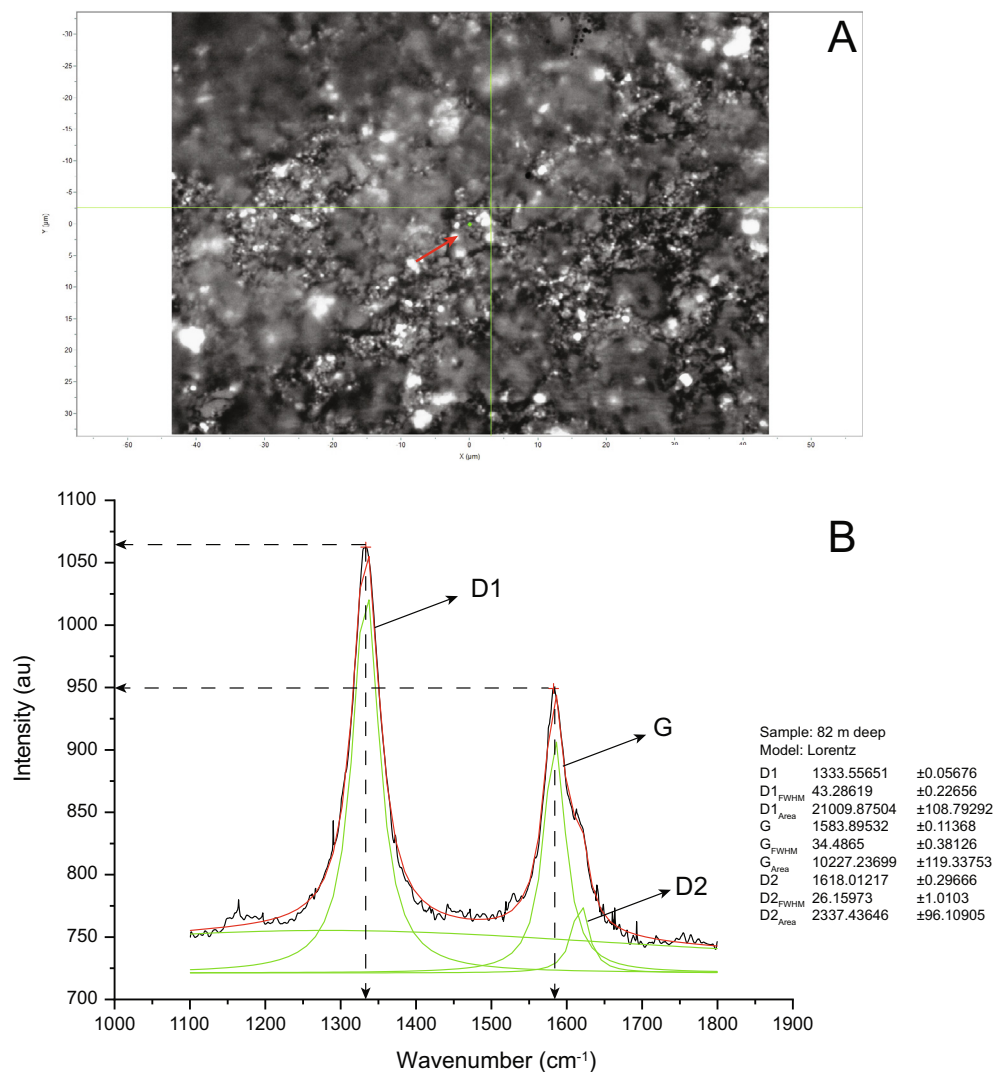 A
-30
-25
-20
-15
-10
-5
0
5
10
15
20
25
30
Y (µm)
-50 -40 -30 -20 -10 0 10 20 30 40 50
X (µm)
B
1100
1050
1000
950
900
850
800
750
700
Intensity (au)
D1
G
D2
1000 1100 1200 1300 1400 1500 1600 1700 1800 1900
Wavenumber (cm⁻¹)
Sample: 82 m deep
Model: Lorentz
D1 1333.55651 ±0.05676
D1FWHM 43.28619 ±0.22656
D1Area 21009.87504 ±108.79292
G 1583.89532 ±0.11368
GFWHM 34.4865 ±0.38126
GArea 10227.23699 ±119.33753
D2 1618.01217 ±0.29666
D2FWHM 26.15973 ±1.0103
D2Area 2337.43646 ±96.10905